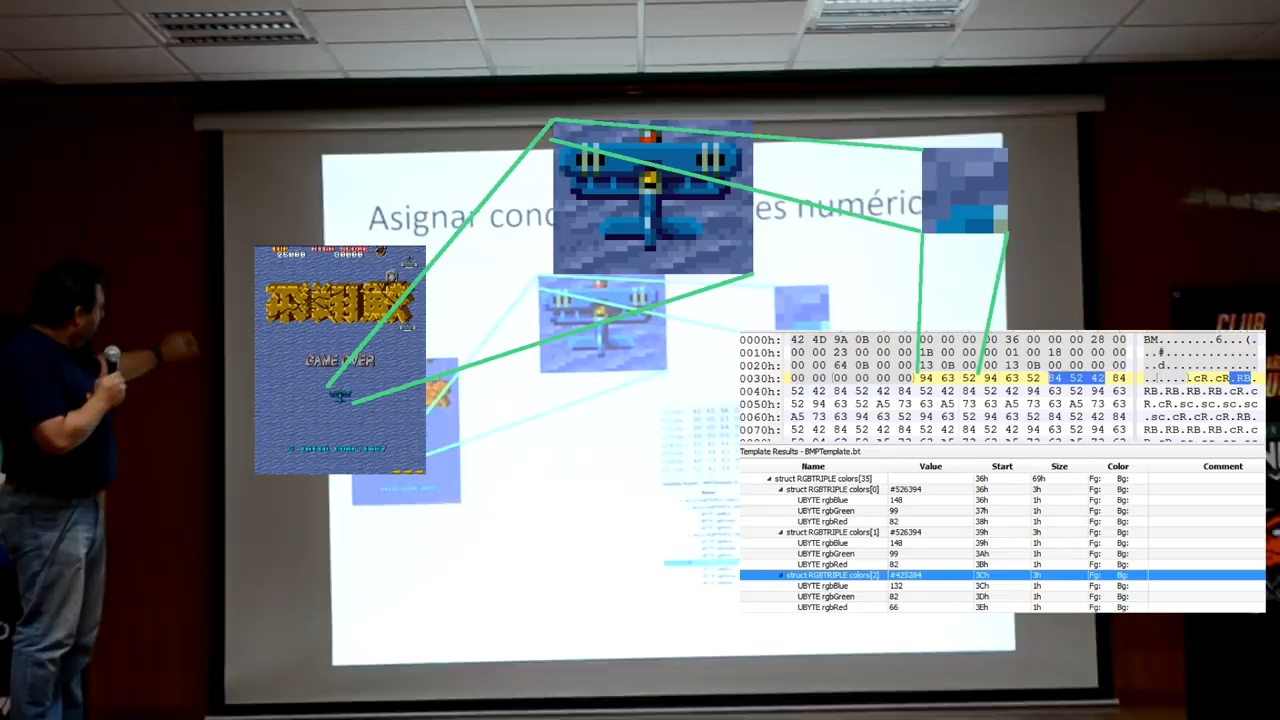 Asignar conc
es numéric
1UP
HIGH SCORE
26000
30000
飛翔鮫
GAME OVER
© TAITO CORP. 1987
CLUB
0000h: 42 4D 9A 0B 00 00 00 00 00 00 36 00 00 00 28 00 BM........6...(.
0010h: 00 00 23 00 00 00 1B 00 00 00 01 00 18 00 00 00 ..#.............
0020h: 00 00 64 0B 00 00 13 0B 00 00 13 0B 00 00 00 00 ..d.............
0030h: 00 00 00 00 00 00 94 63 52 94 63 52 84 52 42 84 .......cR.cR.RB.
0040h: 52 42 84 52 42 84 52 42 84 52 42 94 63 52 94 63 RB.RB.RB.RB.cR.c
0050h: 52 94 63 52 A5 73 63 A5 73 63 A5 73 63 A5 73 63 R.cR.sc.sc.sc.sc
0060h: A5 73 63 94 63 52 94 63 52 94 63 52 84 52 42 84 .sc.cR.cR.cR.RB.
0070h: 52 42 84 52 42 84 52 42 94 63 52 94 63 52 94 63 RB.RB.RB.cR.cR.c
Template Results - BMPTemplate.bt
Name Value Start Size Color Comment
struct RGBTRIPLE colors[35] 36h 69h Fg: Bg:
struct RGBTRIPLE colors[0] #526394 36h 3h Fg: Bg:
UBYTE rgbBlue 148 36h 1h Fg: Bg:
UBYTE rgbGreen 99 37h 1h Fg: Bg:
UBYTE rgbRed 82 38h 1h Fg: Bg:
struct RGBTRIPLE colors[1] #526394 39h 3h Fg: Bg:
UBYTE rgbBlue 148 39h 1h Fg: Bg:
UBYTE rgbGreen 99 3Ah 1h Fg: Bg:
UBYTE rgbRed 82 3Bh 1h Fg: Bg:
struct RGBTRIPLE colors[2] #425284 3Ch 3h Fg: Bg:
UBYTE rgbBlue 132 3Ch 1h Fg: Bg:
UBYTE rgbGreen 82 3Dh 1h Fg: Bg:
UBYTE rgbRed 66 3Eh 1h Fg: Bg: